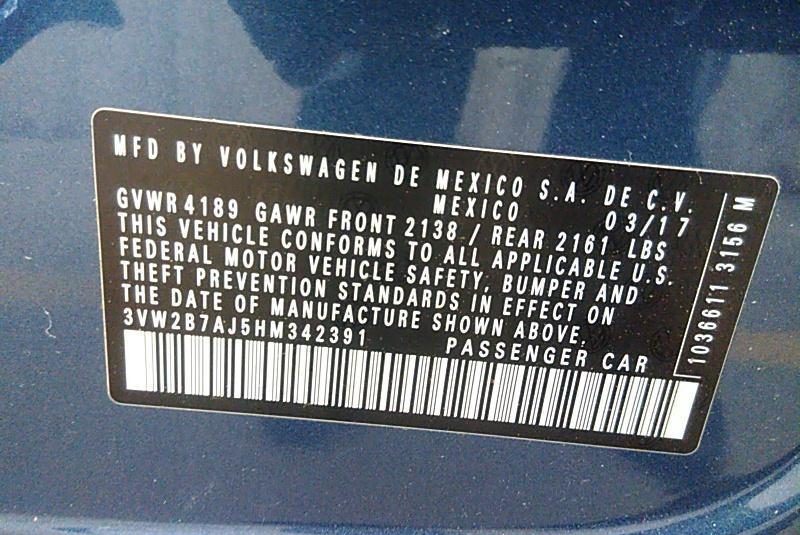 MFD BY VOLKSWAGEN DE MEXICO S.A. DE C.V.
MEXICO 03/17
GVWR 4189 GAWR FRONT 2138 / REAR 2161 LBS
THIS VEHICLE CONFORMS TO ALL APPLICABLE U.S.
FEDERAL MOTOR VEHICLE SAFETY, BUMPER AND
THEFT PREVENTION STANDARDS IN EFFECT ON
THE DATE OF MANUFACTURE SHOWN ABOVE.
3VW2B7AJ5HM342391 PASSENGER CAR
1036611 3156 M